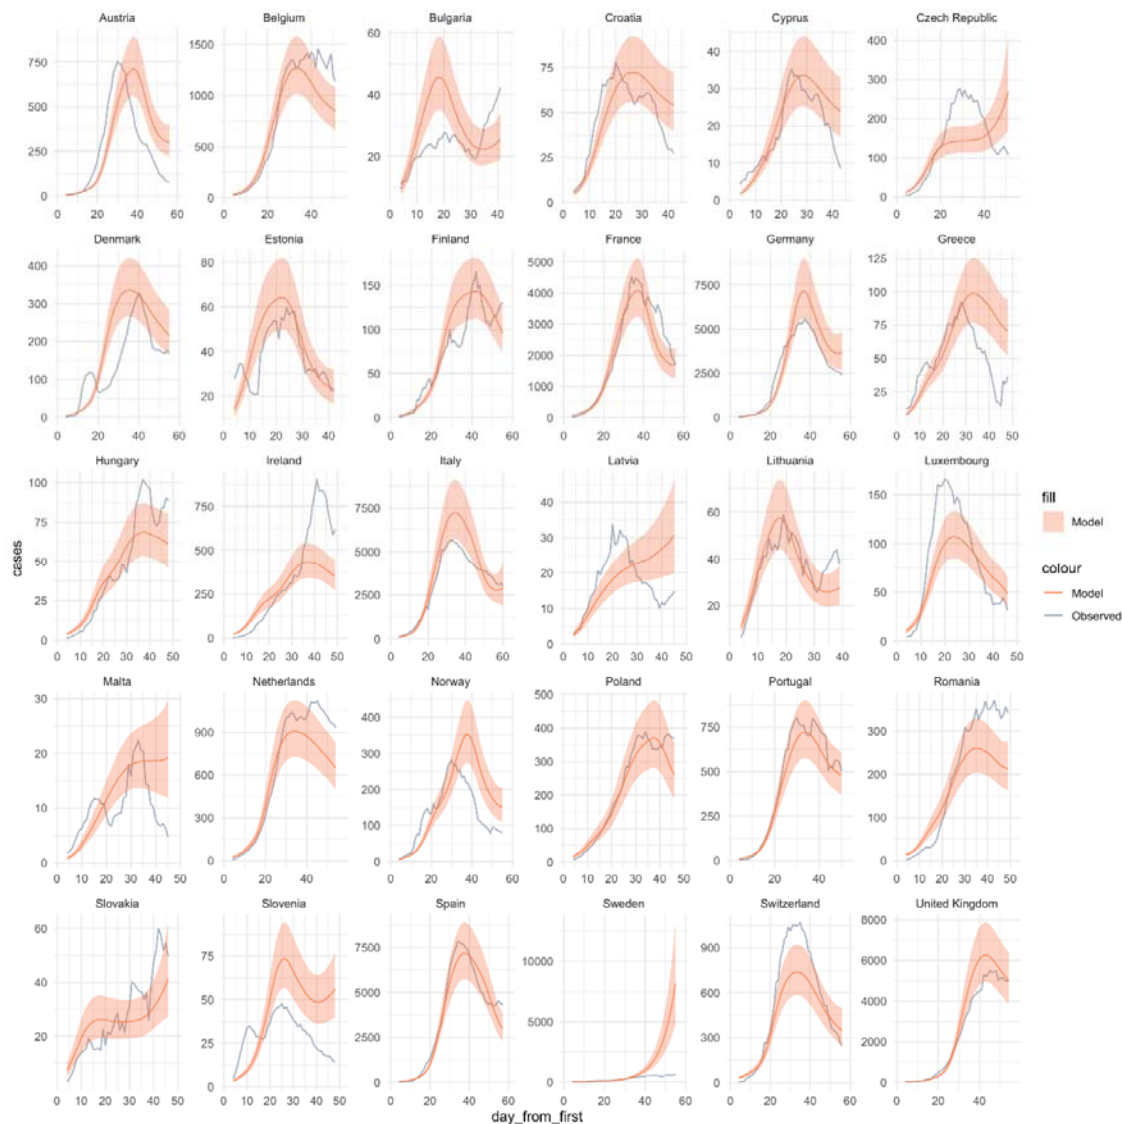 Austria
750
500
250
0
0 20 40 60
Belgium
1500
1000
500
0
0 20 40
Bulgaria
60
40
20
0 10 20 30 40
Croatia
75
50
25
0
0 10 20 30 40
Cyprus
40
30
20
10
0
0 10 20 30 40
Czech Republic
400
300
200
100
0
0 20 40
Denmark
400
300
200
100
0
0 20 40 60
Estonia
80
60
40
20
0 10 20 30 40
Finland
150
100
50
0
0 20 40
France
5000
4000
3000
2000
1000
0
0 20 40 60
Germany
7500
5000
2500
0
0 20 40 60
Greece
125
100
75
50
25
0 10 20 30 40 50
cases
Hungary
100
75
50
25
0
0 10 20 30 40 50
Ireland
750
500
250
0
0 10 20 30 40 50
Italy
7500
5000
2500
0
0 20 40 60
Latvia
40
30
20
10
0
0 10 20 30 40 50
Lithuania
60
40
20
0 10 20 30 40
Luxembourg
150
100
50
0
0 10 20 30 40 50
fill
Model
colour
Model
Observed
Malta
30
20
10
0
0 10 20 30 40 50
Netherlands
900
600
300
0
0 20 40
Norway
400
300
200
100
0
0 20 40
Poland
500
400
300
200
100
0
0 10 20 30 40 50
Portugal
750
500
250
0
0 20 40
Romania
300
200
100
0
0 10 20 30 40 50
Slovakia
60
40
20
0 10 20 30 40 50
Slovenia
75
50
25
0
0 10 20 30 40 50
Spain
7500
5000
2500
0
0 20 40 60
Sweden
10000
5000
0
0 20 40 60
Switzerland
900
600
300
0
0 20 40 60
United Kingdom
8000
6000
4000
2000
0
0 20 40
day_from_first